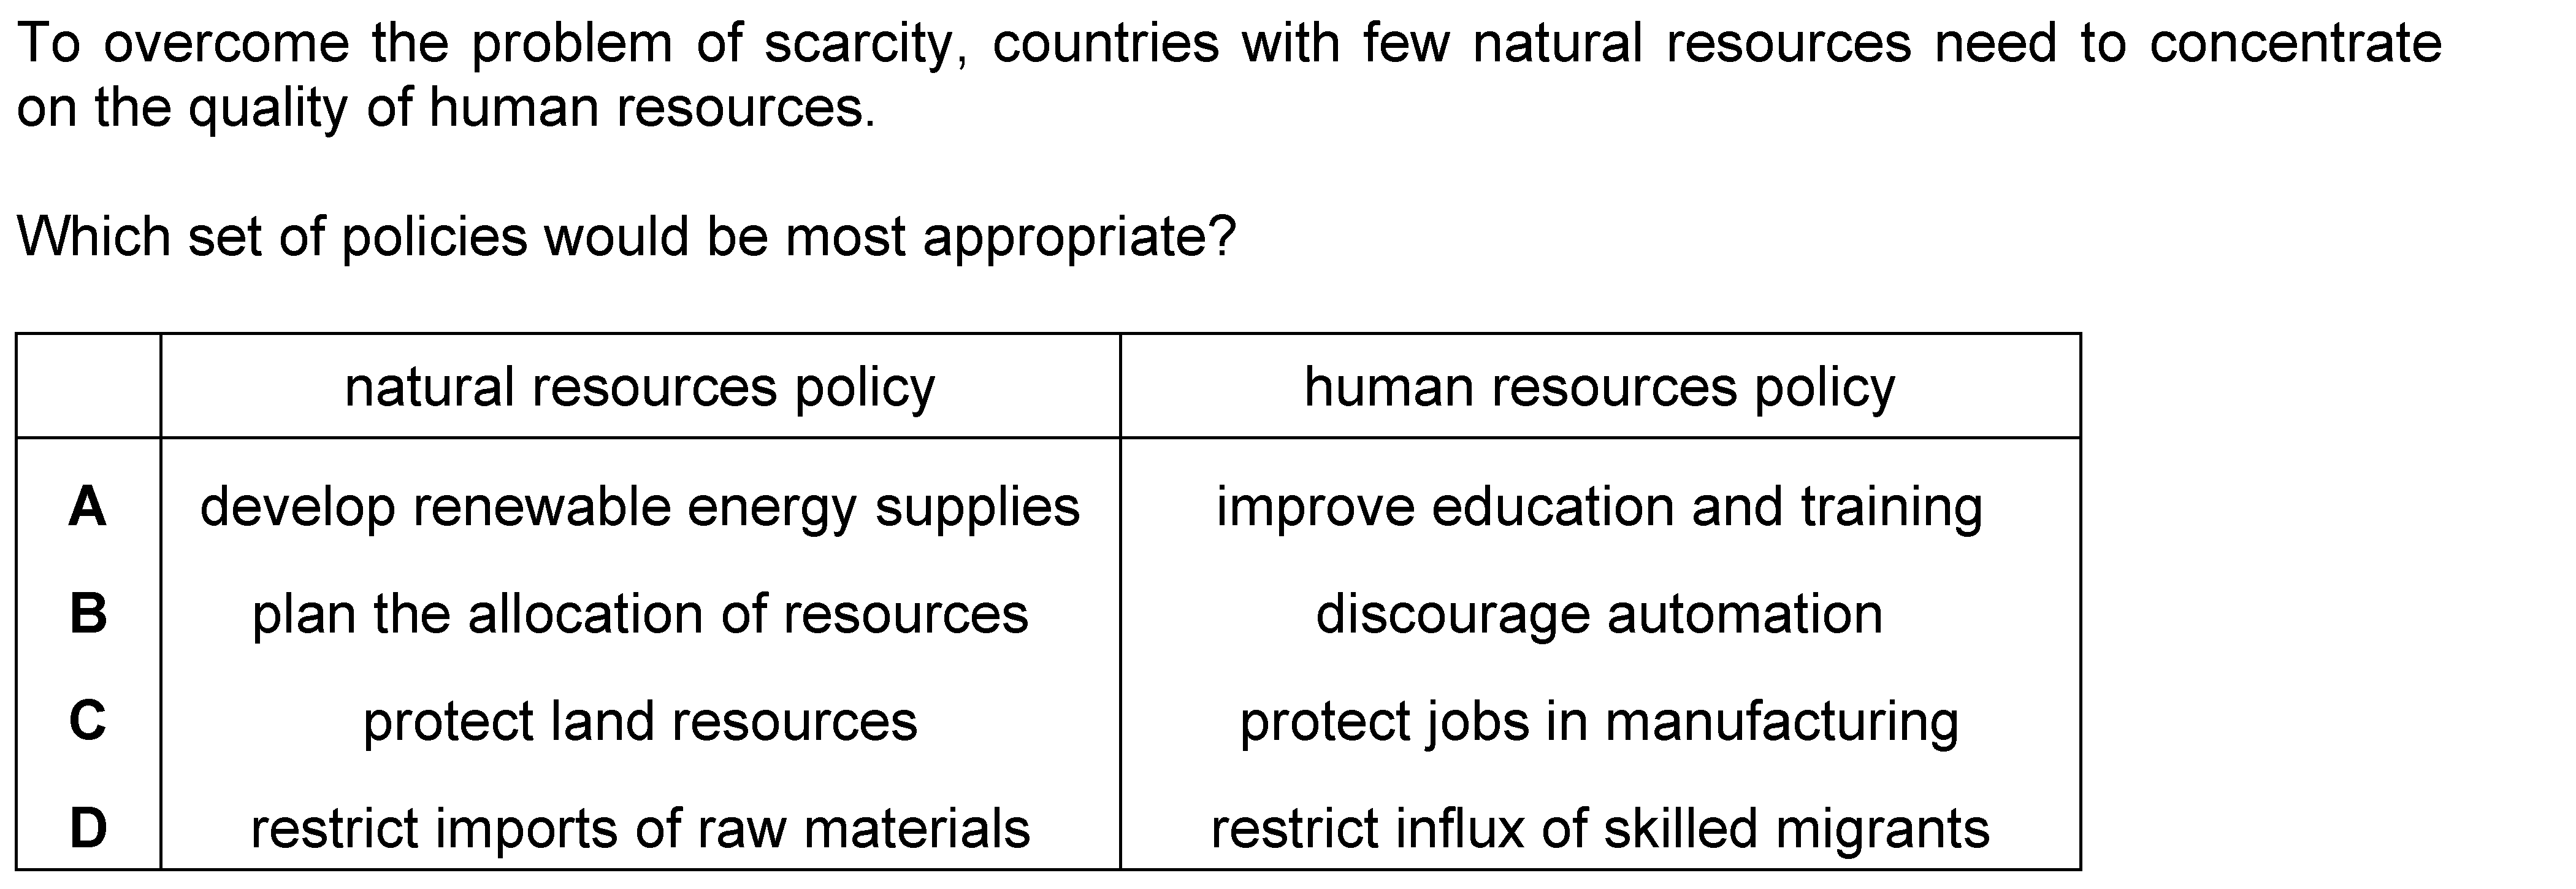 To overcome the problem of scarcity, countries with few natural resources need to concentrate
on the quality of human resources.
Which set of policies would be most appropriate?
natural resources policy human resources policy
A develop renewable energy supplies improve education and training
B plan the allocation of resources discourage automation
C protect land resources protect jobs in manufacturing
D restrict imports of raw materials restrict influx of skilled migrants